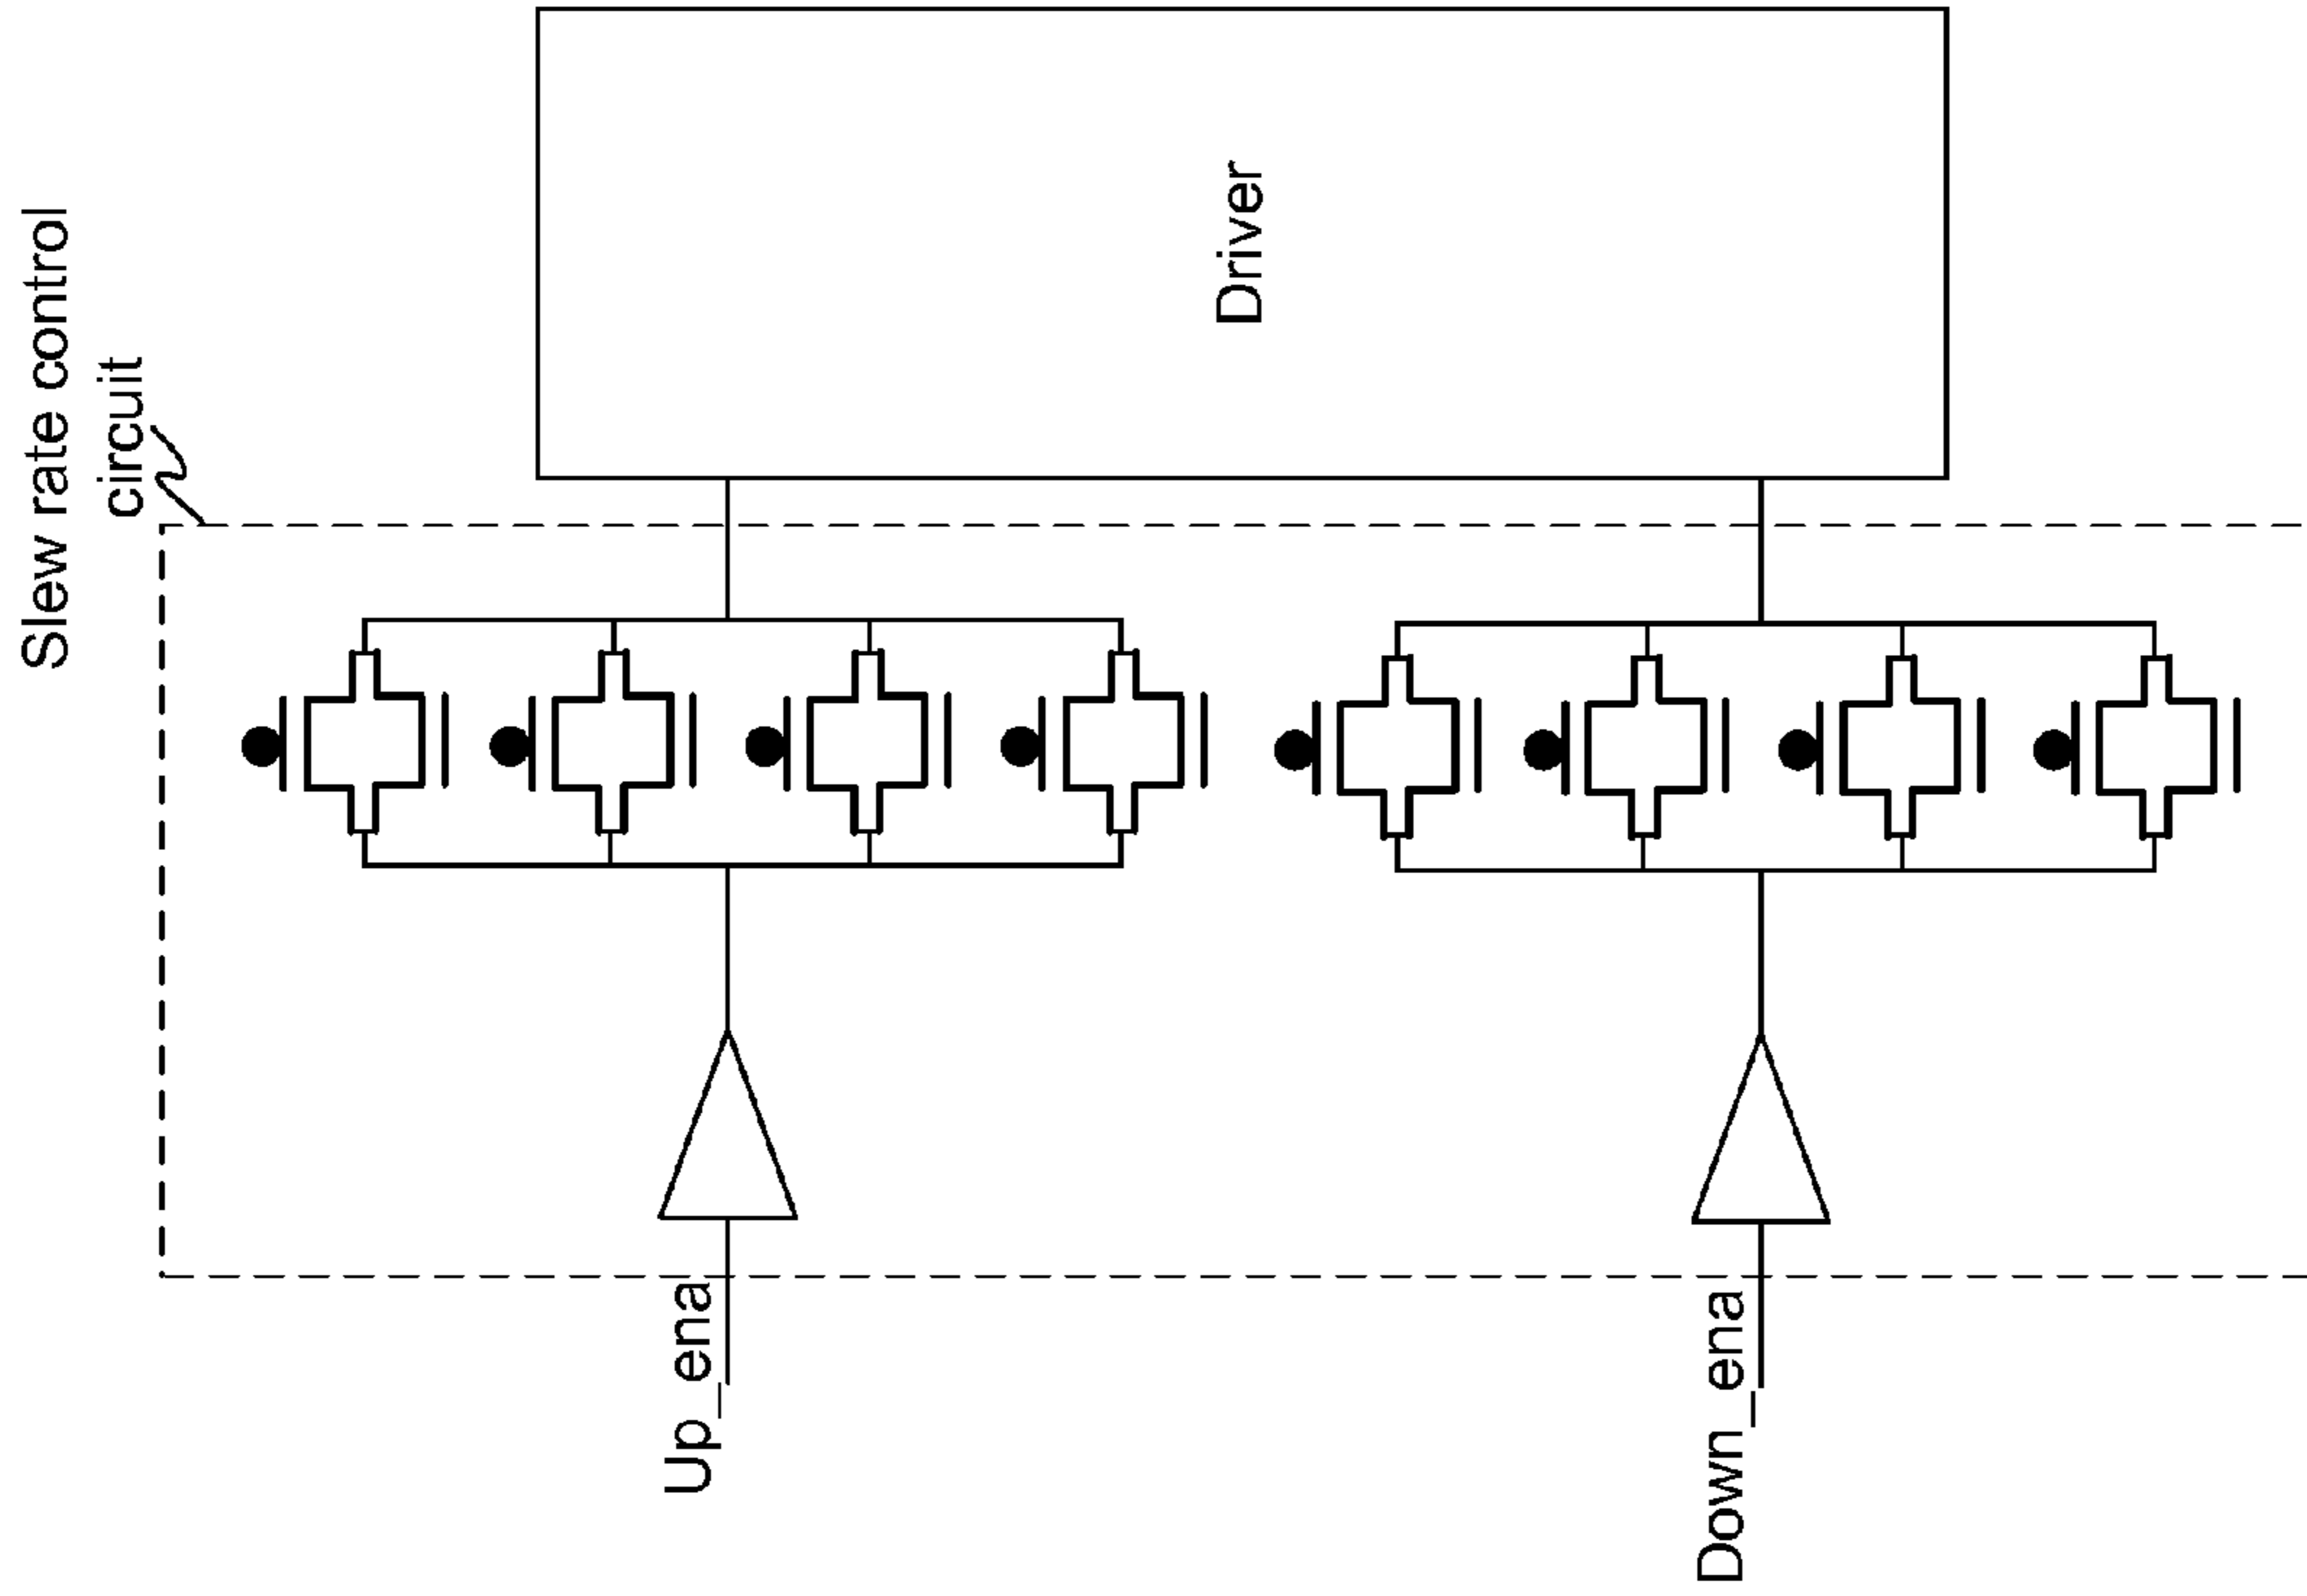 Slew rate control
circuit
Driver
Up_ena
Down_ena